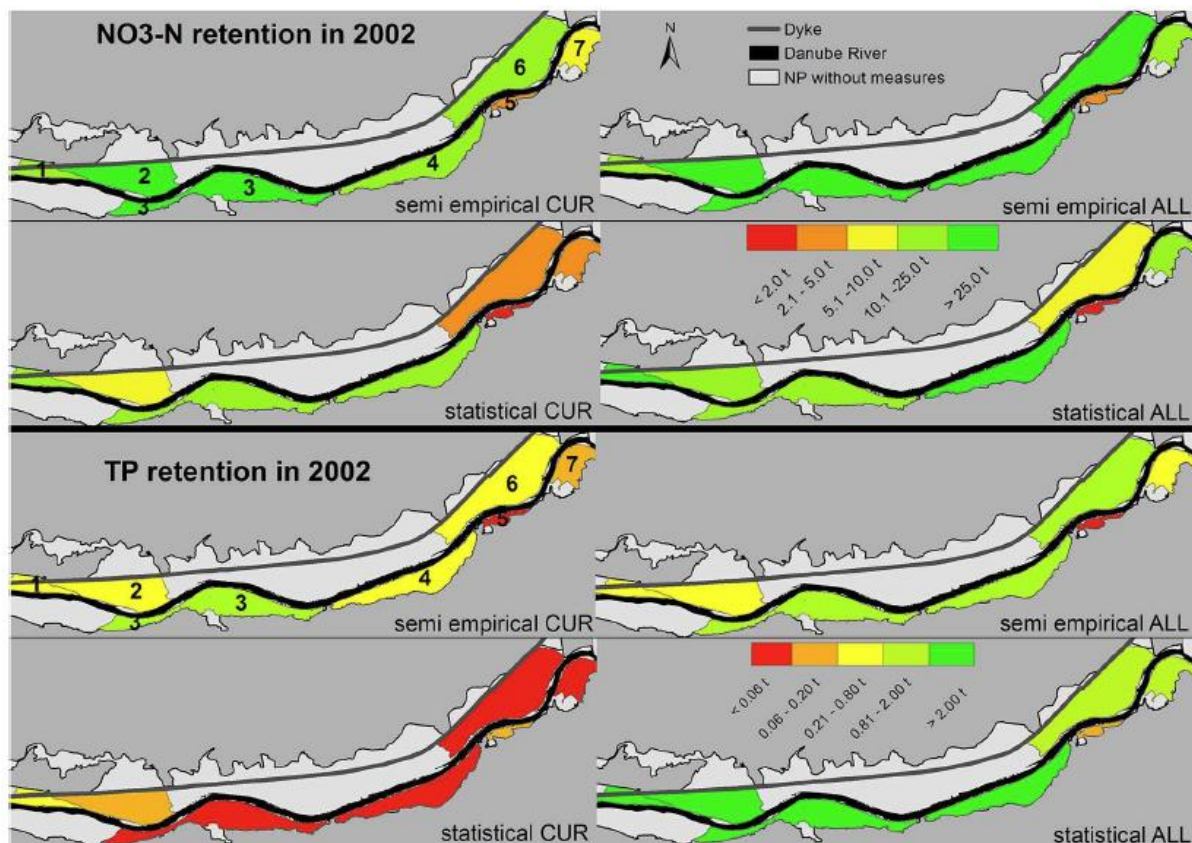 NO3-N retention in 2002
N
Dyke
Danube River
NP without measures
1
2
3
3
4
5
6
7
semi empirical CUR
semi empirical ALL
< 2.0 t
2.1 - 5.0 t
5.1 -10.0 t
10.1 -25.0 t
> 25.0 t
statistical CUR
statistical ALL
TP retention in 2002
1
2
3
3
4
5
6
7
semi empirical CUR
semi empirical ALL
< 0.06 t
0.06 - 0.20 t
0.21 - 0.80 t
0.81 - 2.00 t
> 2.00 t
statistical CUR
statistical ALL